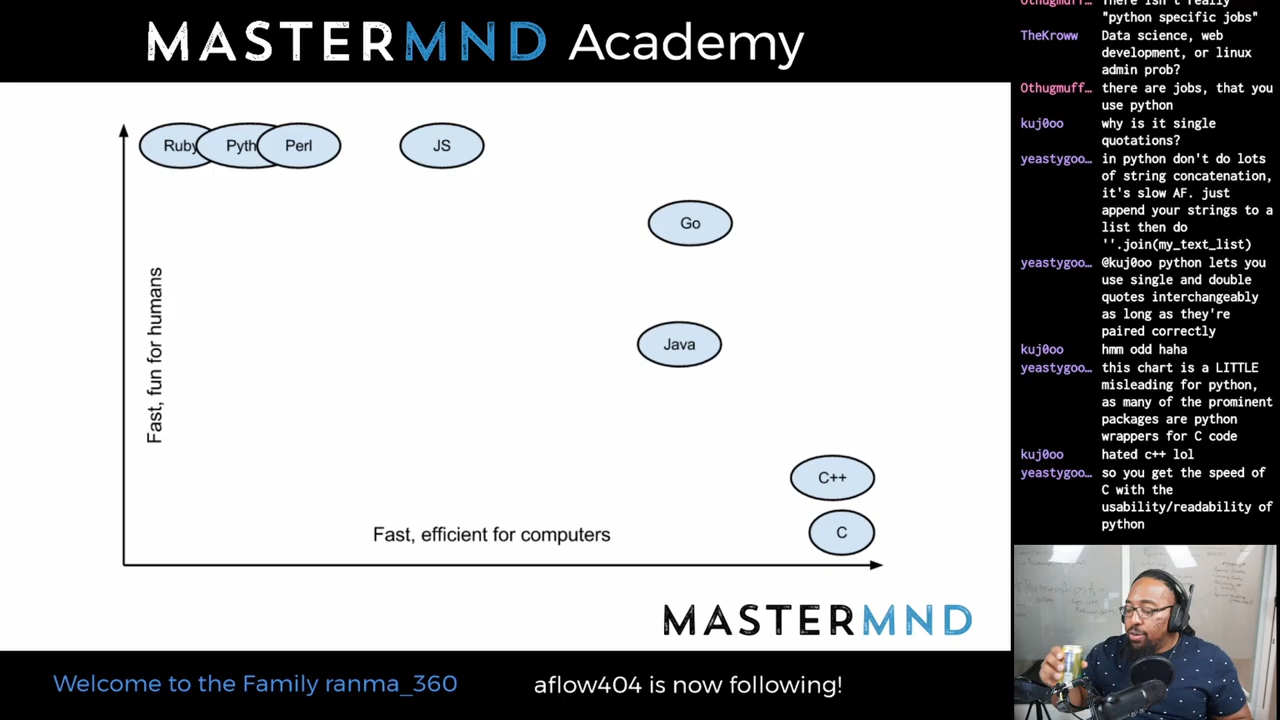 MASTERMND Academy
Ruby
Pyth
Perl
JS
Go
Java
C++
C
Fast, fun for humans
Fast, efficient for computers
MASTERMND
Welcome to the Family ranma_360
aflow404 is now following!
"python specific jobs"
TheKroww Data science, web
development, or linux
admin prob?
Othugmuff… there are jobs, that you
use python
kuj0oo why is it single
quotations?
yeastygoo… in python don't do lots
of string concatenation,
it's slow AF. just
append your strings to a
list then do
''.join(my_text_list)
yeastygoo… @kuj0oo python lets you
use single and double
quotes interchangeably
as long as they're
paired correctly
kuj0oo hmm odd haha
yeastygoo… this chart is a LITTLE
misleading for python,
as many of the prominent
packages are python
wrappers for C code
kuj0oo hated c++ lol
yeastygoo… so you get the speed of
C with the
usability/readability of
python